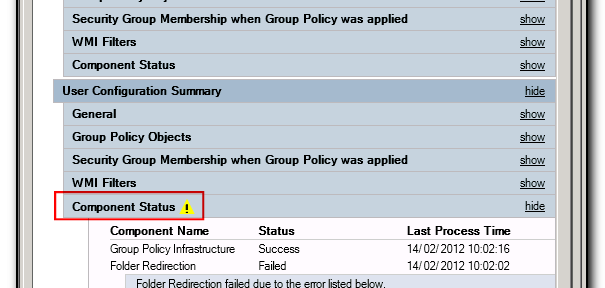 Security Group Membership when Group Policy was applied show
WMI Filters show
Component Status show
User Configuration Summary hide
General show
Group Policy Objects show
Security Group Membership when Group Policy was applied show
WMI Filters show
Component Status hide
Component Name Status Last Process Time
Group Policy Infrastructure Success 14/02/2012 10:02:16
Folder Redirection Failed 14/02/2012 10:02:02
Folder Redirection failed due to the error listed below.